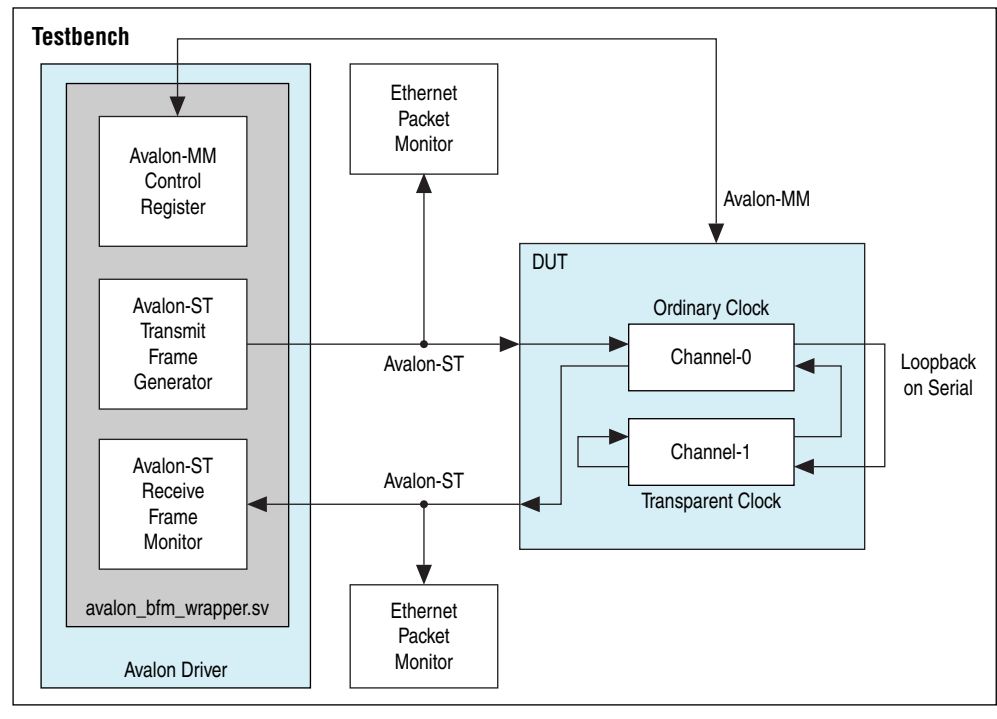 Testbench
Avalon-MM
Control
Register
Avalon-ST
Transmit
Frame
Generator
Avalon-ST
Receive
Frame
Monitor
avalon_bfm_wrapper.sv
Avalon Driver
Ethernet
Packet
Monitor
Avalon-ST
Avalon-ST
Ethernet
Packet
Monitor
Avalon-MM
DUT
Ordinary Clock
Channel-0
Channel-1
Transparent Clock
Loopback
on Serial